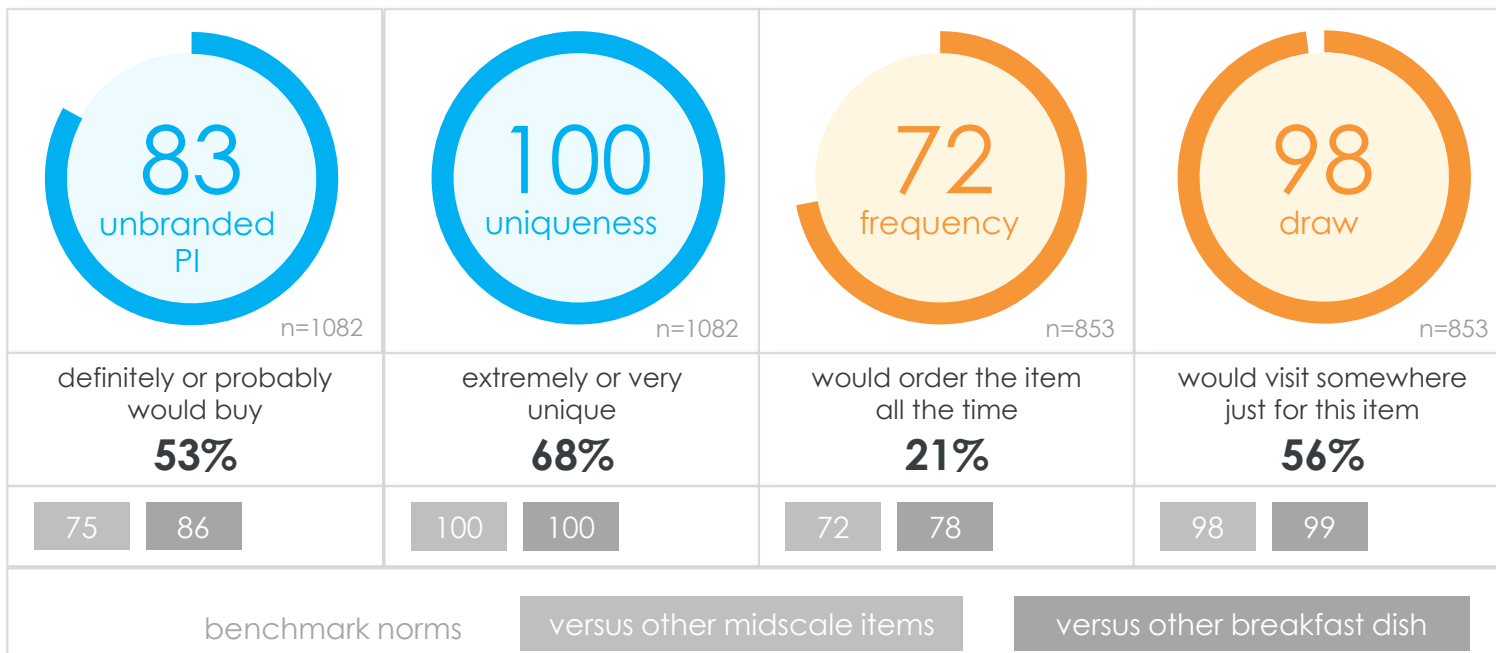 83
unbranded
PI
n=1082
100
uniqueness
n=1082
72
frequency
n=853
98
draw
n=853
definitely or probably
would buy
53%
extremely or very
unique
68%
would order the item
all the time
21%
would visit somewhere
just for this item
56%
75 86
100 100
72 78
98 99
benchmark norms
versus other midscale items
versus other breakfast dish